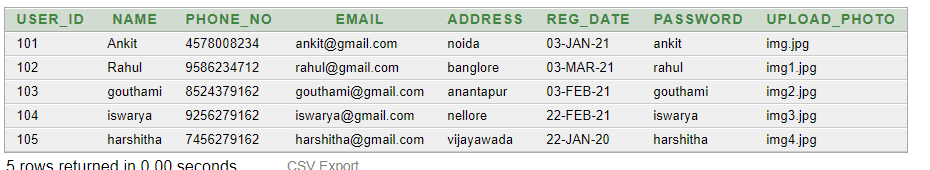 USER_ID NAME PHONE_NO EMAIL ADDRESS REG_DATE PASSWORD UPLOAD_PHOTO
101 Ankit 4578008234 ankit@gmail.com noida 03-JAN-21 ankit img.jpg
102 Rahul 9586234712 rahul@gmail.com banglore 03-MAR-21 rahul img1.jpg
103 gouthami 8524379162 gouthami@gmail.com anantapur 03-FEB-21 gouthami img2.jpg
104 iswarya 9256279162 iswarya@gmail.com nellore 22-FEB-21 iswarya img3.jpg
105 harshitha 7456279162 harshitha@gmail.com vijayawada 22-JAN-20 harshitha img4.jpg
5 rows returned in 0.00 seconds CSV Export